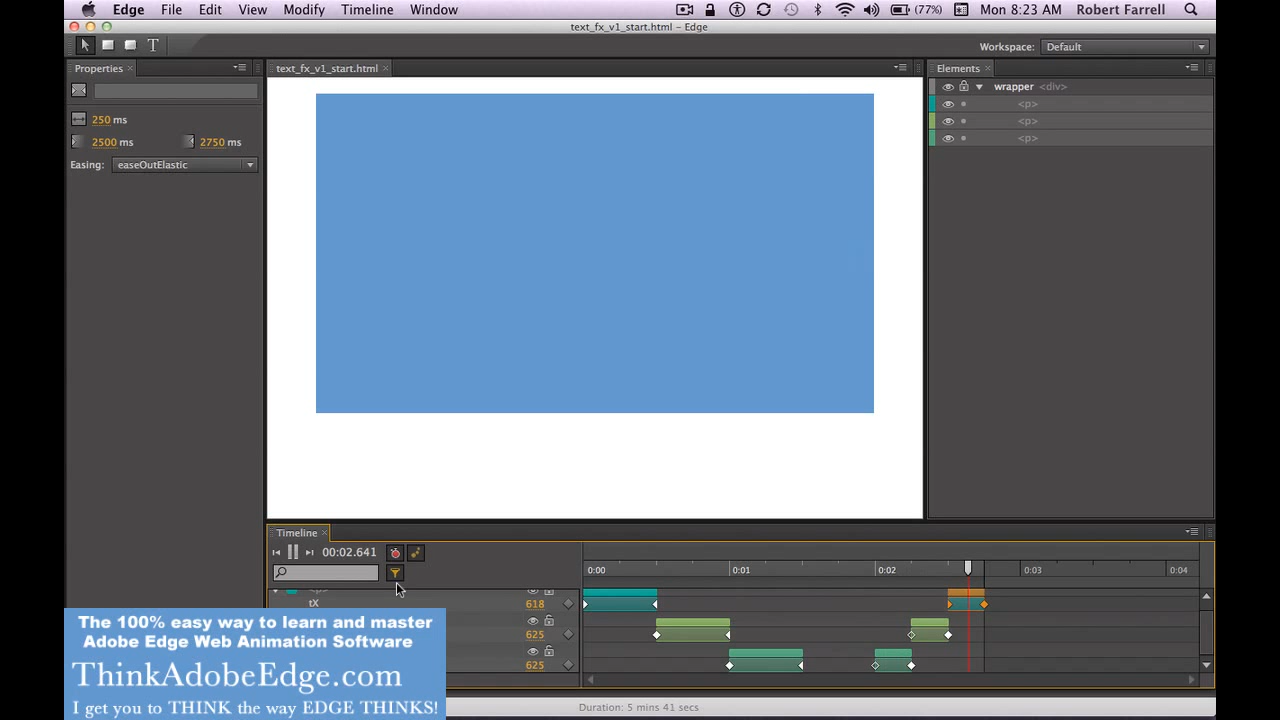 Edge File Edit View Modify Timeline Window (77%) Mon 8:23 AM Robert Farrell
text_fx_v1_start.html – Edge
T Workspace: Default
Properties × text_fx_v1_start.html × Elements ×
wrapper <div>
<p>
<p>
<p>
250 ms
2500 ms 2750 ms
Easing: easeOutElastic
Timeline ×
00:02.641
0:00 0:01 0:02 0:03 0:04
tX 618
625
625
The 100% easy way to learn and master
Adobe Edge Web Animation Software
ThinkAdobeEdge.com
I get you to THINK the way EDGE THINKS!
Duration: 5 mins 41 secs